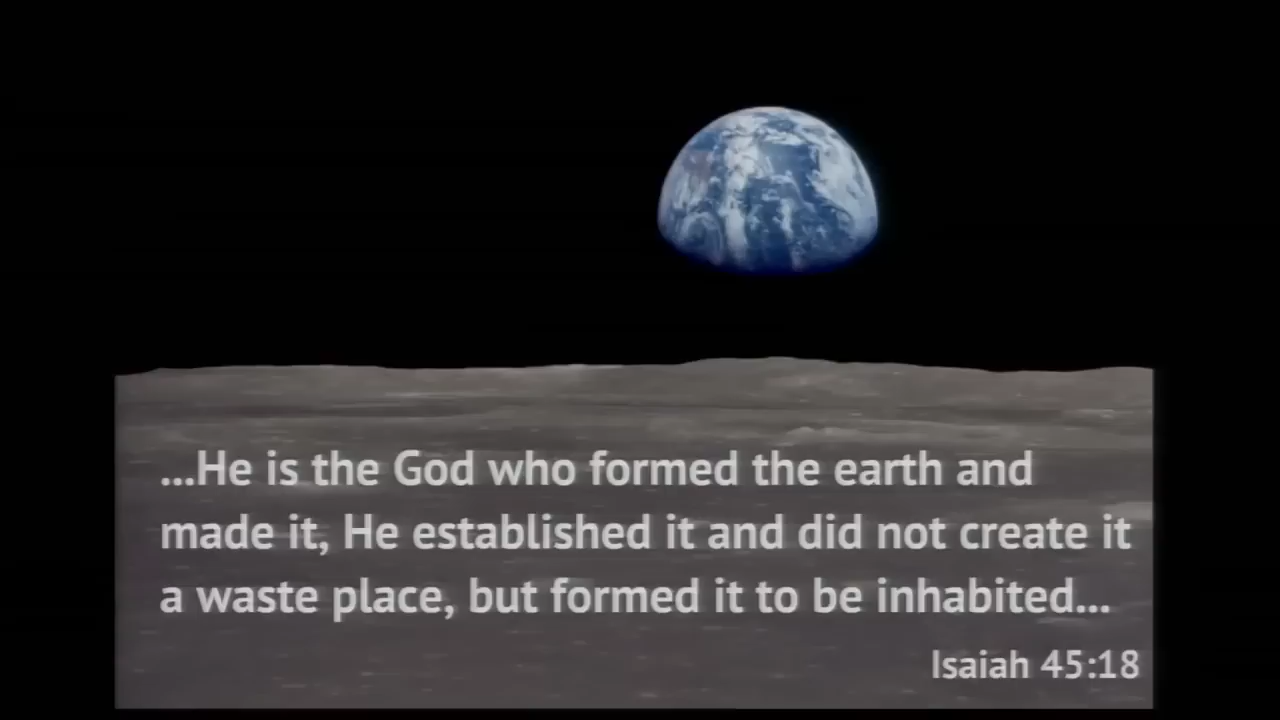 ...He is the God who formed the earth and
made it, He established it and did not create it
a waste place, but formed it to be inhabited...
Isaiah 45:18